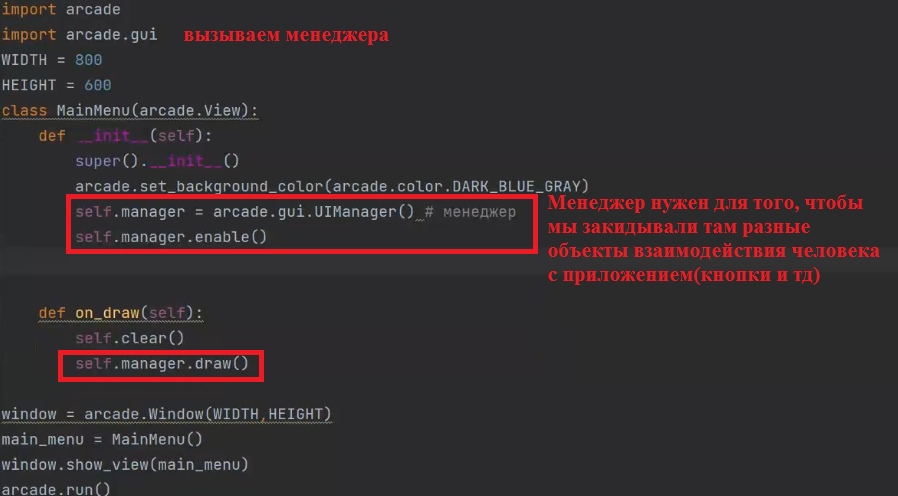 import arcade
import arcade.gui вызываем менеджера
WIDTH = 800
HEIGHT = 600
class MainMenu(arcade.View):
def __init__(self):
super().__init__()
arcade.set_background_color(arcade.color.DARK_BLUE_GRAY)
self.manager = arcade.gui.UIManager() # менеджер
self.manager.enable()
Менеджер нужен для того, чтобы
мы закидывали там разные
объекты взаимодействия человека
с приложением(кнопки и тд)
def on_draw(self):
self.clear()
self.manager.draw()
window = arcade.Window(WIDTH,HEIGHT)
main_menu = MainMenu()
window.show_view(main_menu)
arcade.run()